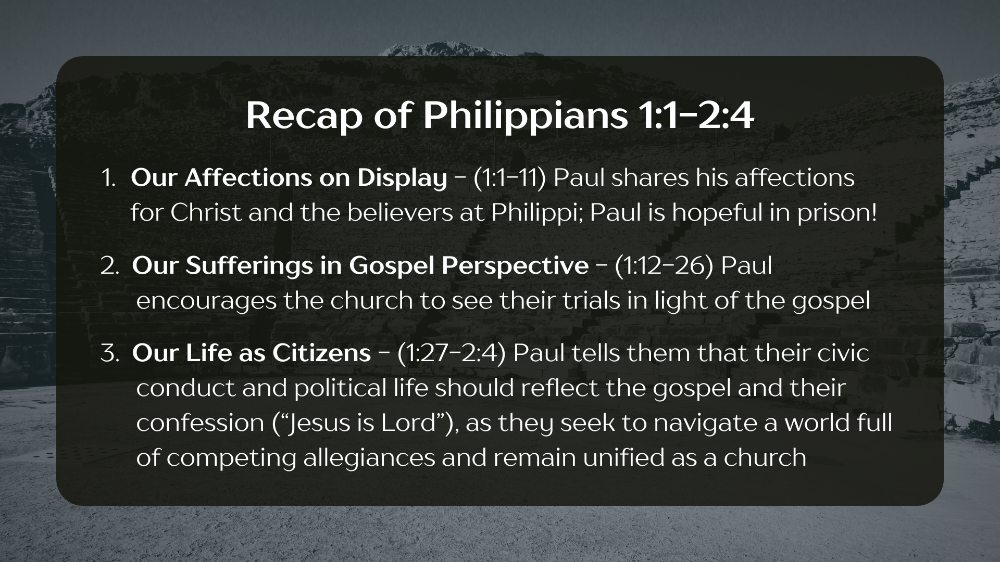 Recap of Philippians 1:1–2:4
1. Our Affections on Display – (1:1–11) Paul shares his affections
for Christ and the believers at Philippi; Paul is hopeful in prison!
2. Our Sufferings in Gospel Perspective – (1:12–26) Paul
encourages the church to see their trials in light of the gospel
3. Our Life as Citizens – (1:27–2:4) Paul tells them that their civic
conduct and political life should reflect the gospel and their
confession (“Jesus is Lord”), as they seek to navigate a world full
of competing allegiances and remain unified as a church